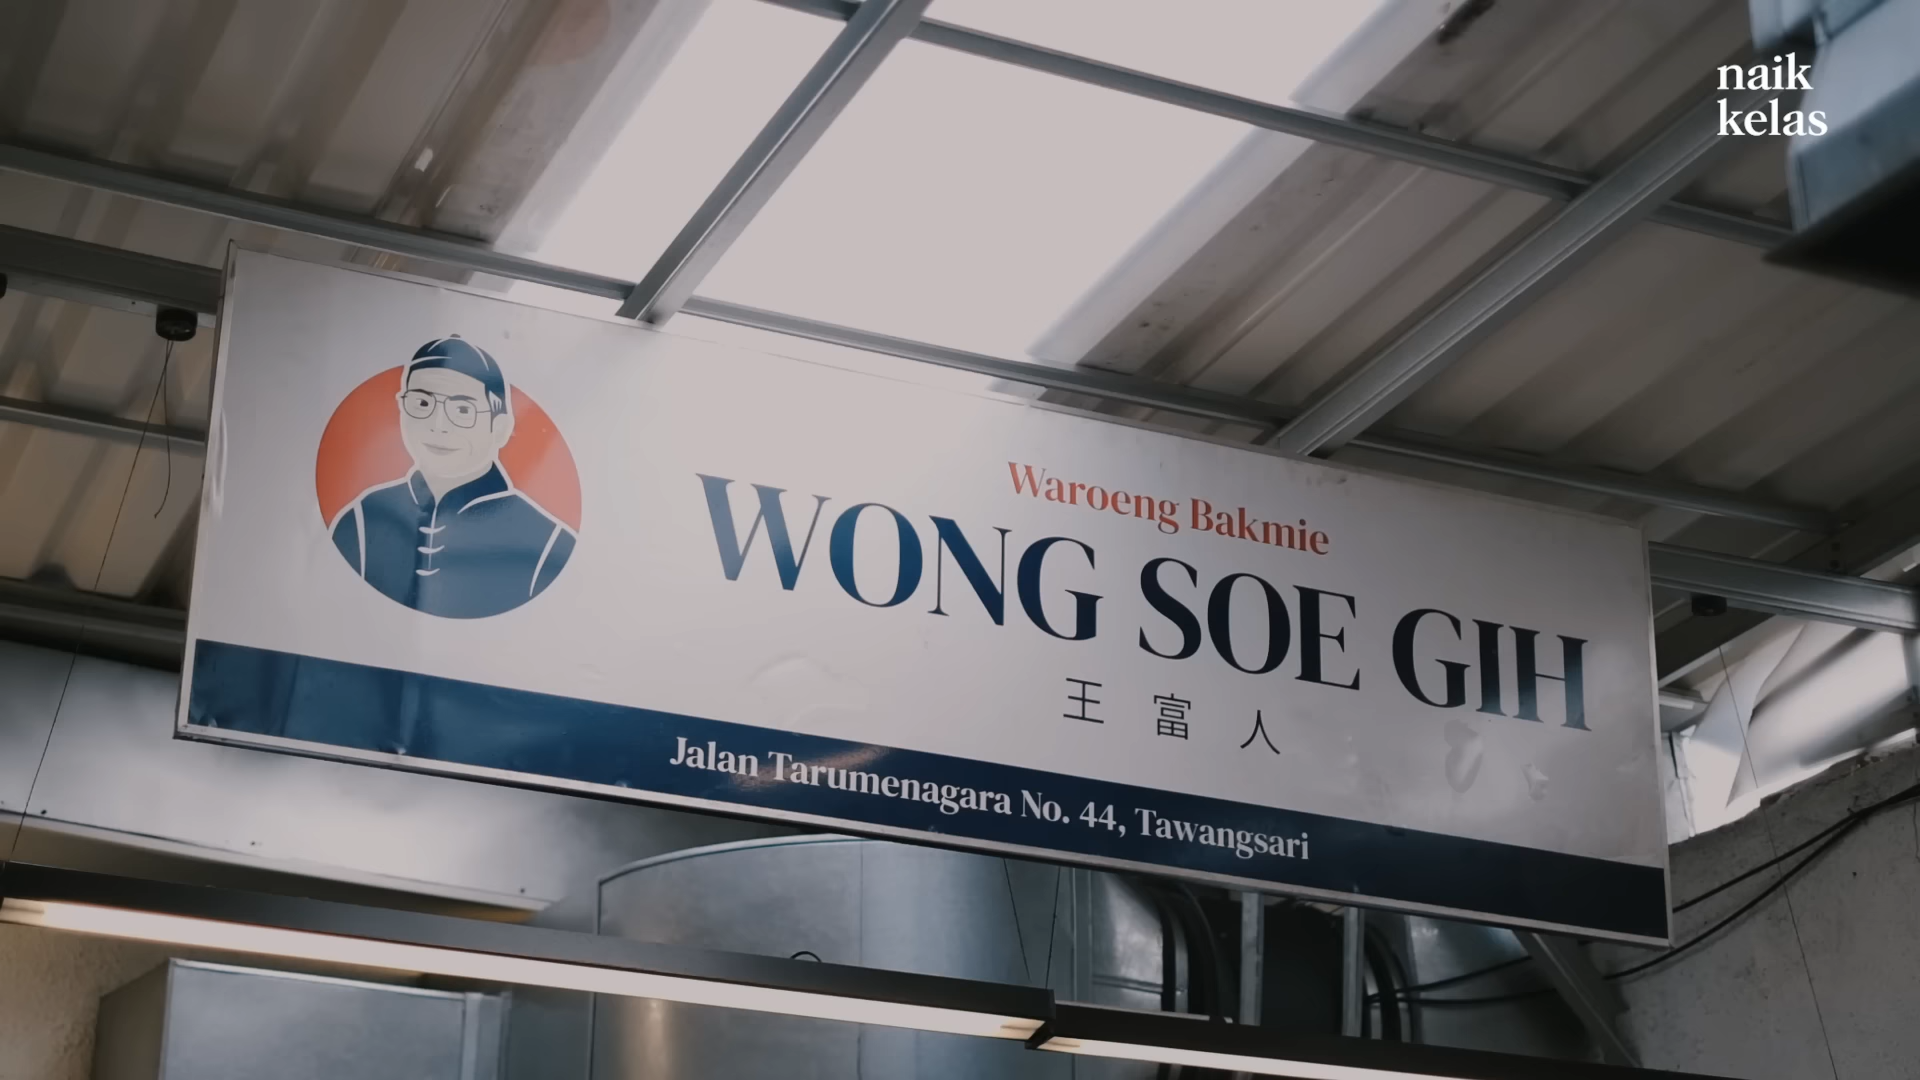 naik
kelas
Waroeng Bakmie
WONG SOE GIH
王富人
Jalan Tarumenagara No. 44, Tawangsari